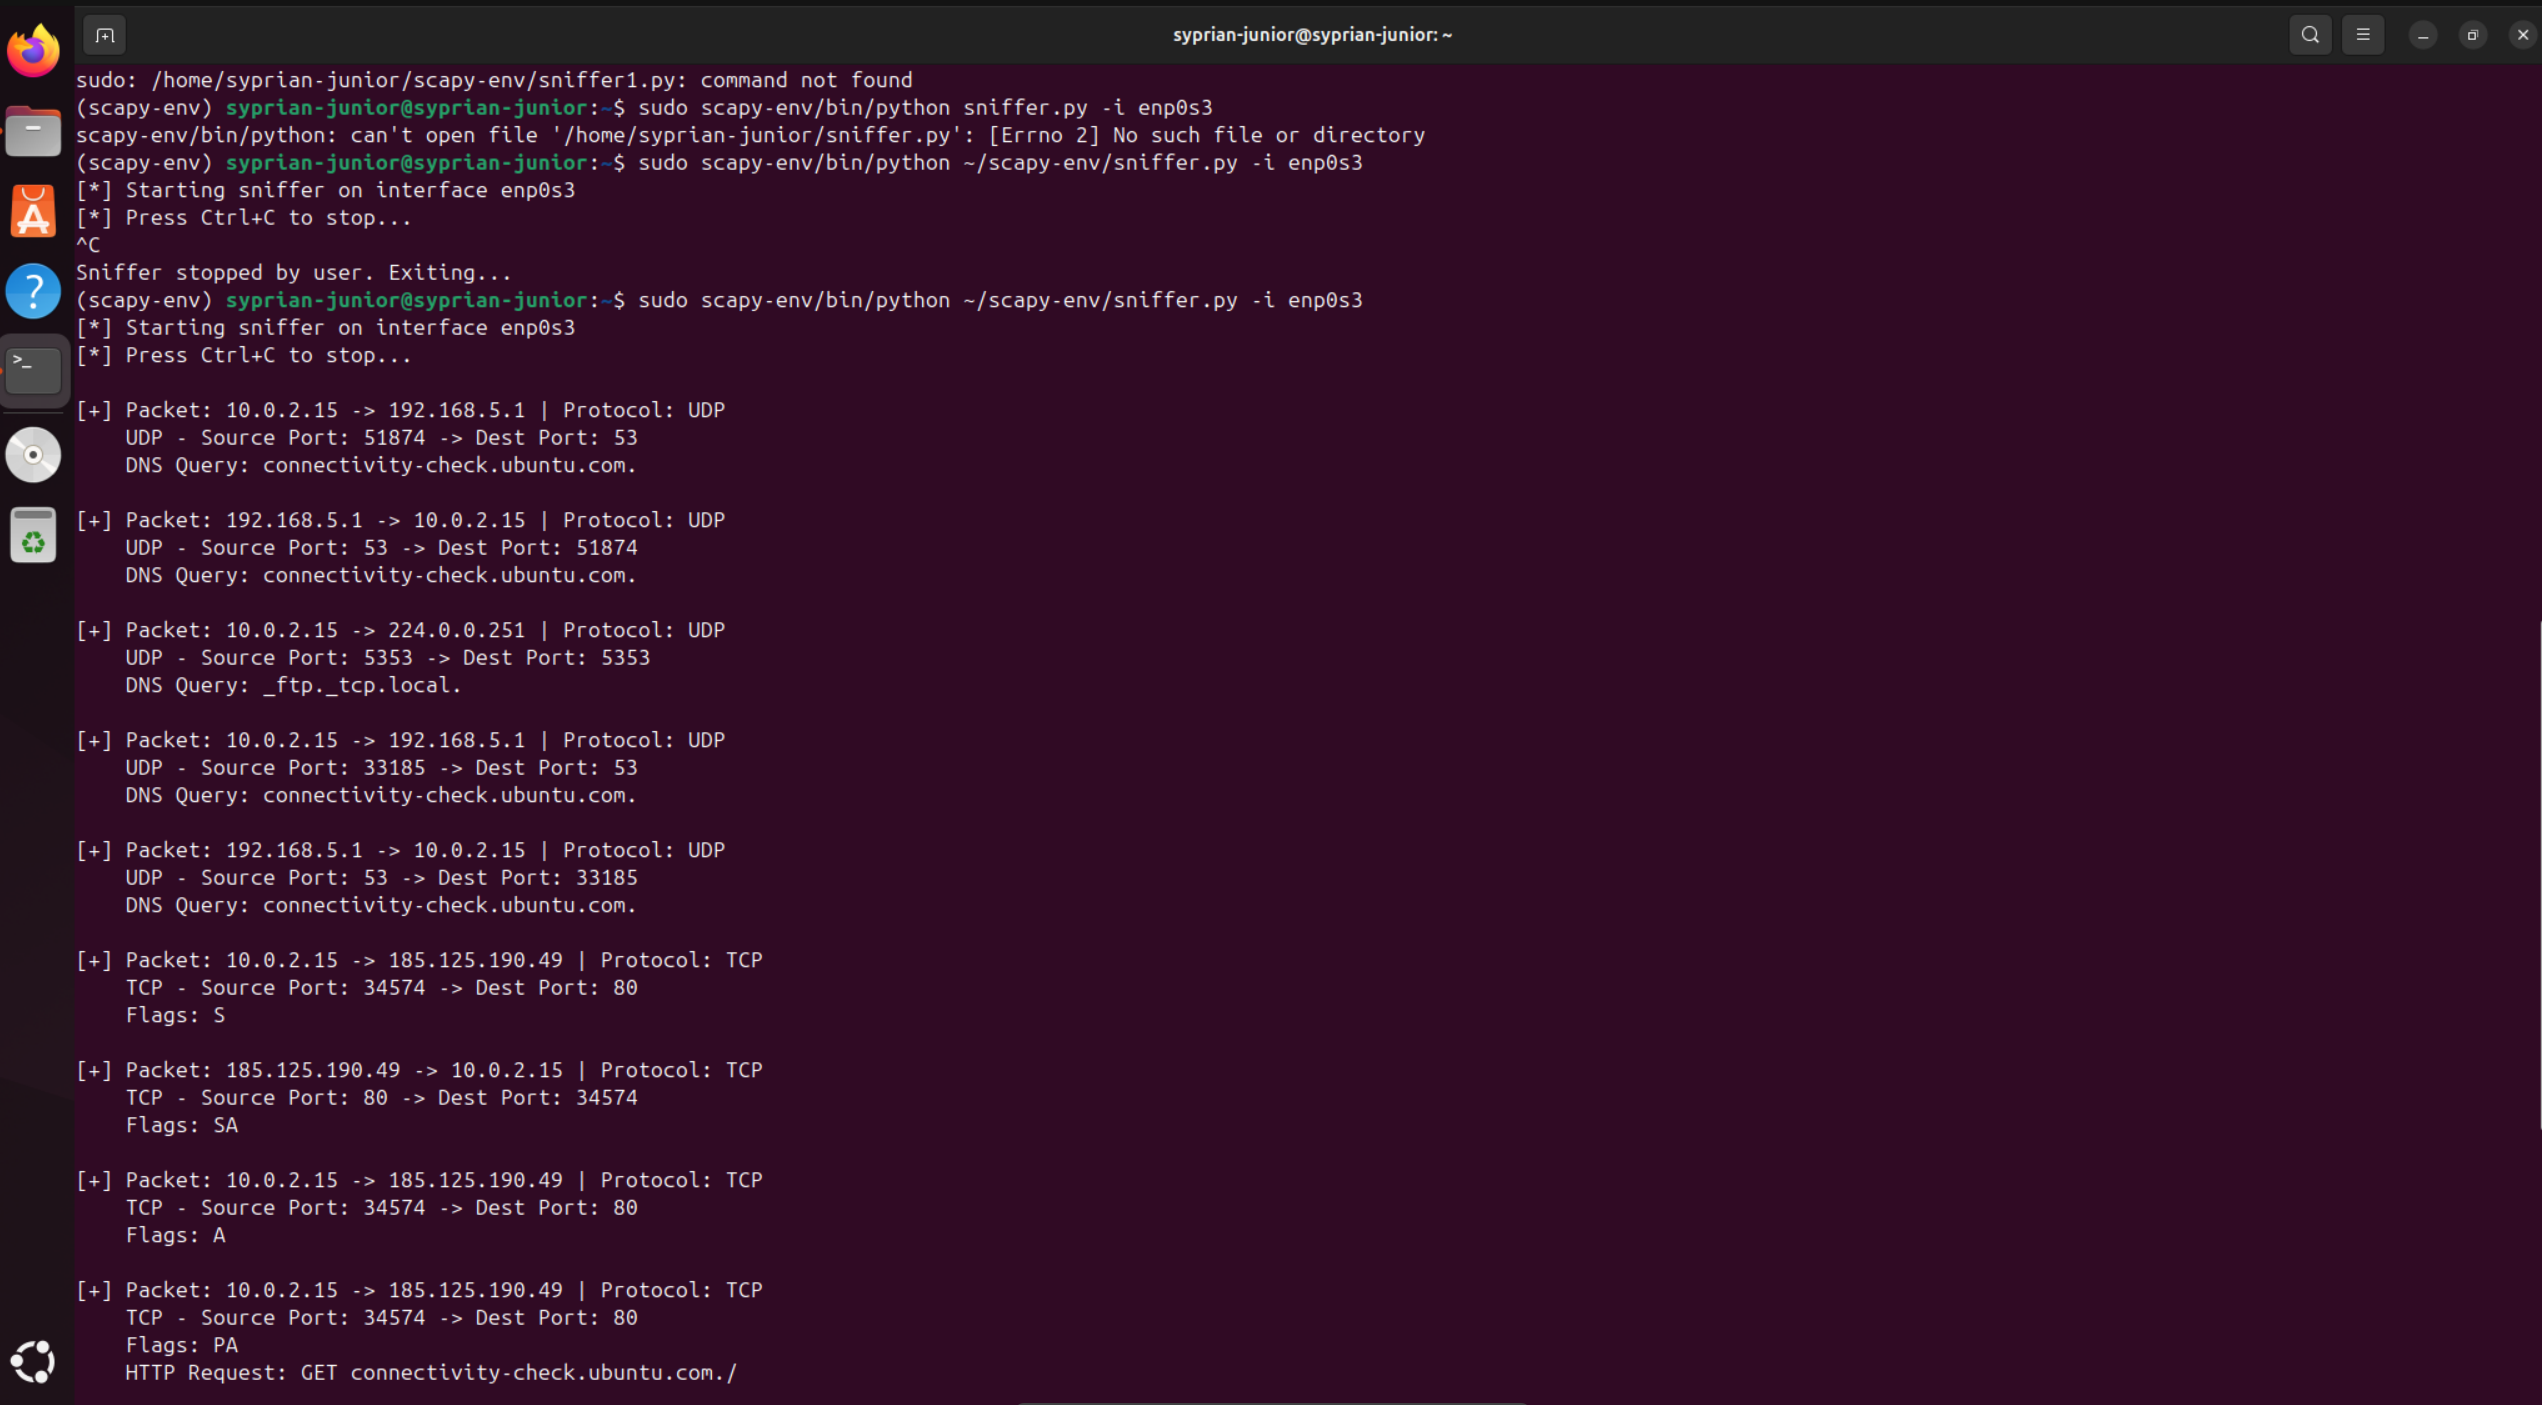 syprian-junior@syprian-junior: ~
sudo: /home/syprian-junior/scapy-env/sniffer1.py: command not found
(scapy-env) syprian-junior@syprian-junior:~$ sudo scapy-env/bin/python sniffer.py -i enp0s3
scapy-env/bin/python: can't open file '/home/syprian-junior/sniffer.py': [Errno 2] No such file or directory
(scapy-env) syprian-junior@syprian-junior:~$ sudo scapy-env/bin/python ~/scapy-env/sniffer.py -i enp0s3
[*] Starting sniffer on interface enp0s3
[*] Press Ctrl+C to stop...
^C
Sniffer stopped by user. Exiting...
(scapy-env) syprian-junior@syprian-junior:~$ sudo scapy-env/bin/python ~/scapy-env/sniffer.py -i enp0s3
[*] Starting sniffer on interface enp0s3
[*] Press Ctrl+C to stop...
[+] Packet: 10.0.2.15 -> 192.168.5.1 | Protocol: UDP
UDP - Source Port: 51874 -> Dest Port: 53
DNS Query: connectivity-check.ubuntu.com.
[+] Packet: 192.168.5.1 -> 10.0.2.15 | Protocol: UDP
UDP - Source Port: 53 -> Dest Port: 51874
DNS Query: connectivity-check.ubuntu.com.
[+] Packet: 10.0.2.15 -> 224.0.0.251 | Protocol: UDP
UDP - Source Port: 5353 -> Dest Port: 5353
DNS Query: _ftp._tcp.local.
[+] Packet: 10.0.2.15 -> 192.168.5.1 | Protocol: UDP
UDP - Source Port: 33185 -> Dest Port: 53
DNS Query: connectivity-check.ubuntu.com.
[+] Packet: 192.168.5.1 -> 10.0.2.15 | Protocol: UDP
UDP - Source Port: 53 -> Dest Port: 33185
DNS Query: connectivity-check.ubuntu.com.
[+] Packet: 10.0.2.15 -> 185.125.190.49 | Protocol: TCP
TCP - Source Port: 34574 -> Dest Port: 80
Flags: S
[+] Packet: 185.125.190.49 -> 10.0.2.15 | Protocol: TCP
TCP - Source Port: 80 -> Dest Port: 34574
Flags: SA
[+] Packet: 10.0.2.15 -> 185.125.190.49 | Protocol: TCP
TCP - Source Port: 34574 -> Dest Port: 80
Flags: A
[+] Packet: 10.0.2.15 -> 185.125.190.49 | Protocol: TCP
TCP - Source Port: 34574 -> Dest Port: 80
Flags: PA
HTTP Request: GET connectivity-check.ubuntu.com./